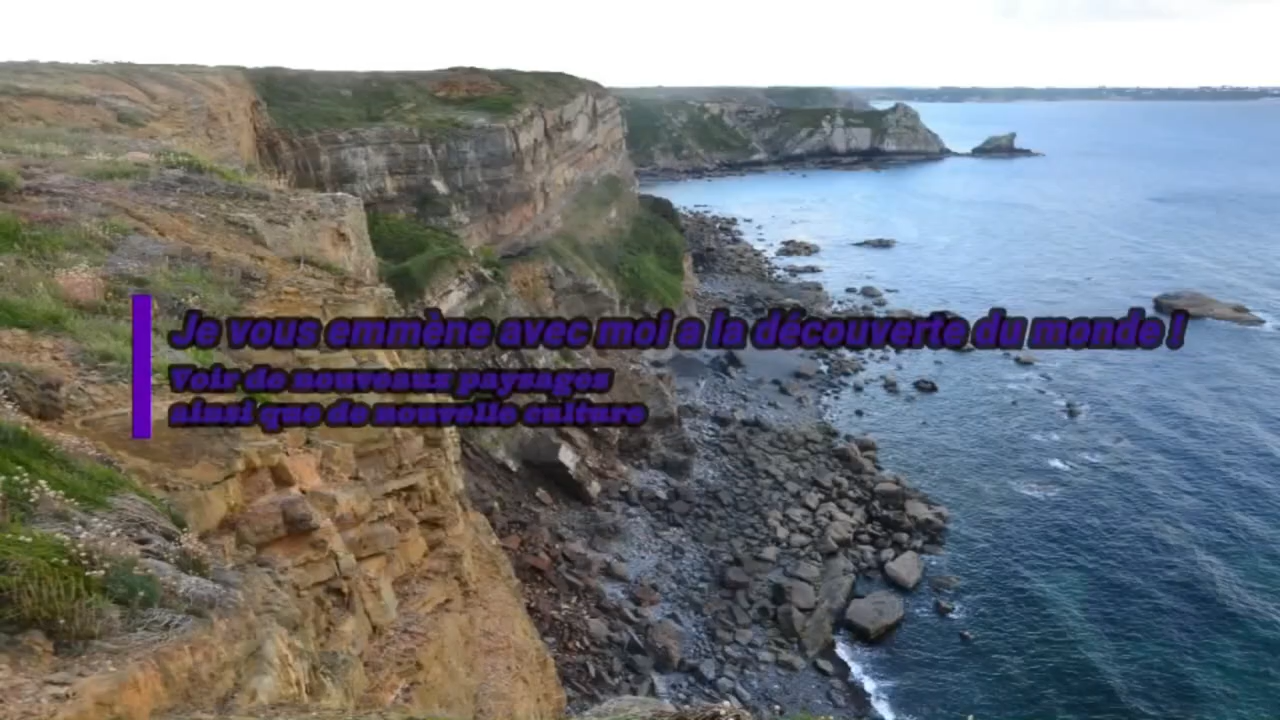 Je vous emmène avec moi a la découverte du monde !
Voir de nouveaux paysages
ainsi que de nouvelle culture